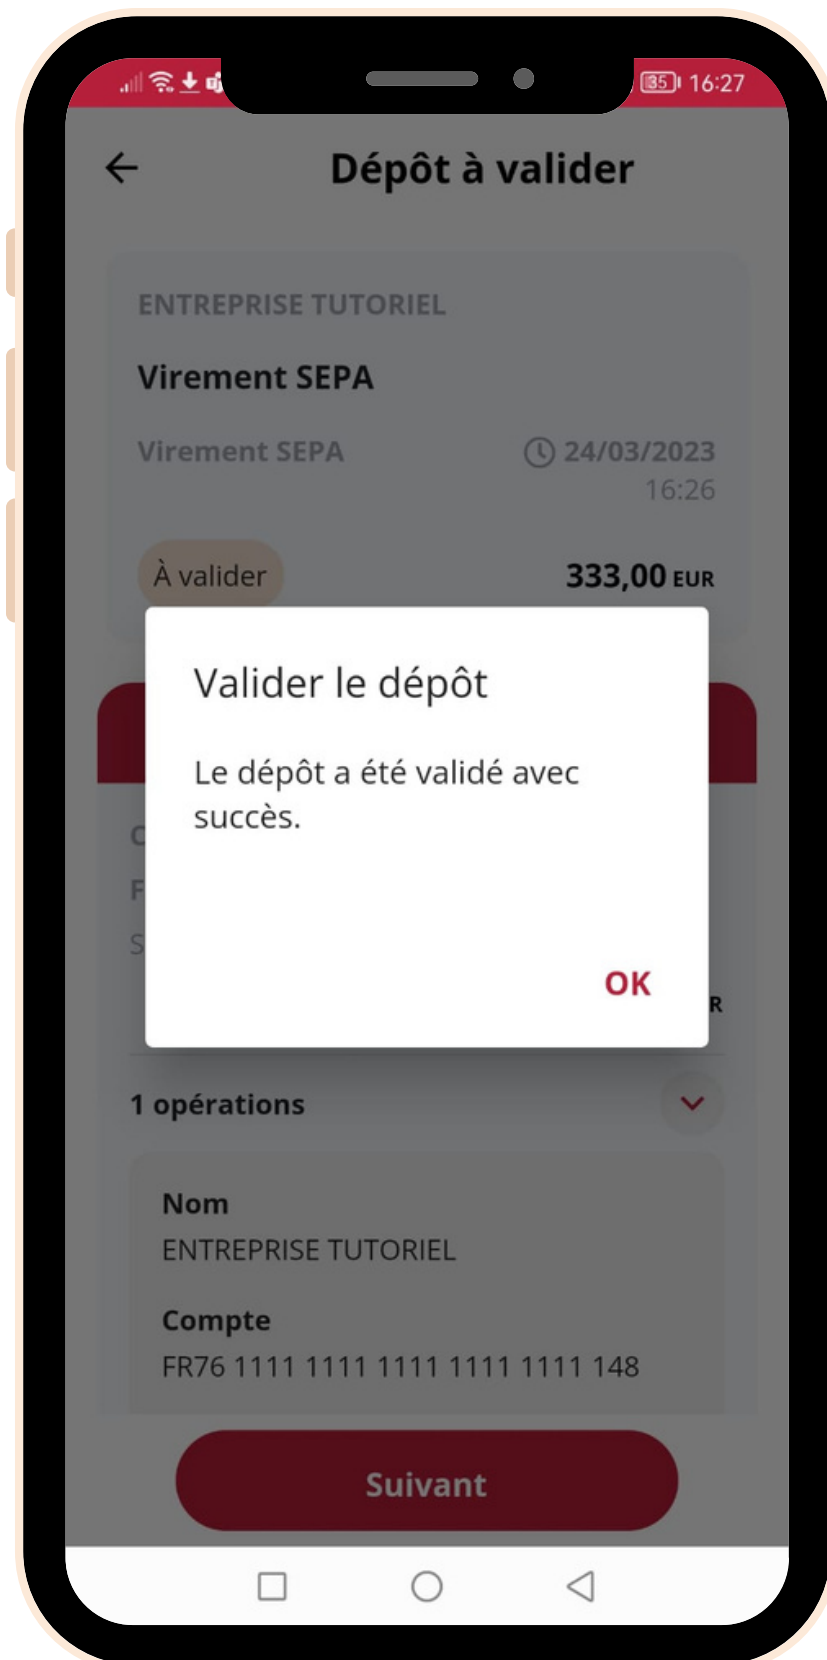 35 16:27
Dépôt à valider
ENTREPRISE TUTORIEL
Virement SEPA
Virement SEPA 24/03/2023
16:26
À valider 333,00 EUR
Valider le dépôt
Le dépôt a été validé avec
succès.
OK
1 opérations
Nom
ENTREPRISE TUTORIEL
Compte
FR76 1111 1111 1111 1111 1111 148
Suivant